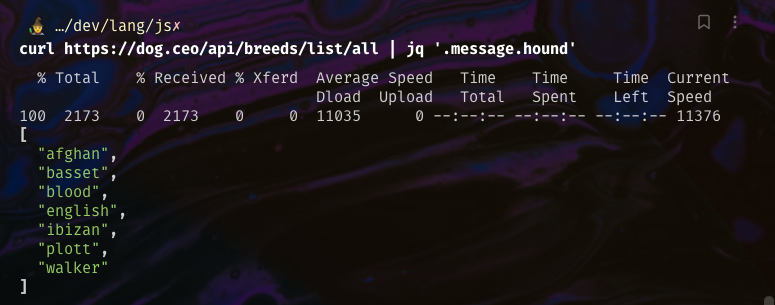 …/dev/lang/js✗
curl https://dog.ceo/api/breeds/list/all | jq '.message.hound'
  % Total    % Received % Xferd  Average Speed   Time    Time     Time  Current
                                 Dload  Upload   Total   Spent    Left  Speed
100  2173    0  2173    0     0  11035      0 --:--:-- --:--:-- --:--:-- 11376
[
  "afghan",
  "basset",
  "blood",
  "english",
  "ibizan",
  "plott",
  "walker"
]